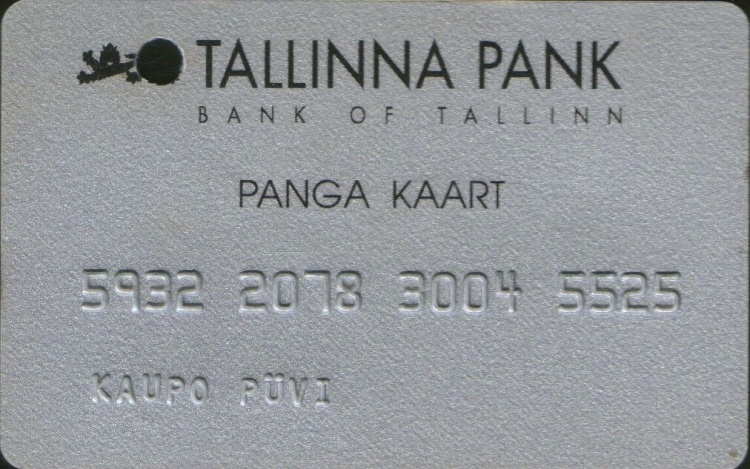 TALLINNA PANK
BANK OF TALLINN
PANGA KAART
5932 2078 3004 5525
KAUPO PÜVI